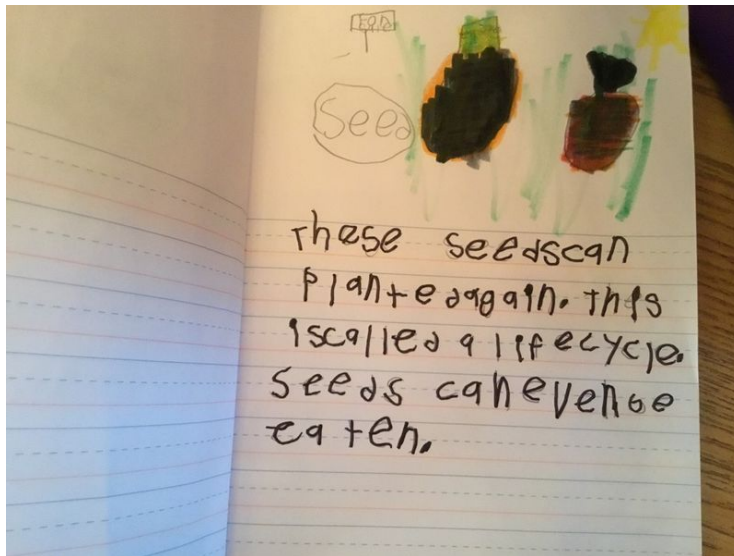 Seed
These seedscan
Plantedagain. This
iscalled a lifecycle.
Seeds canevenbe
eaten.